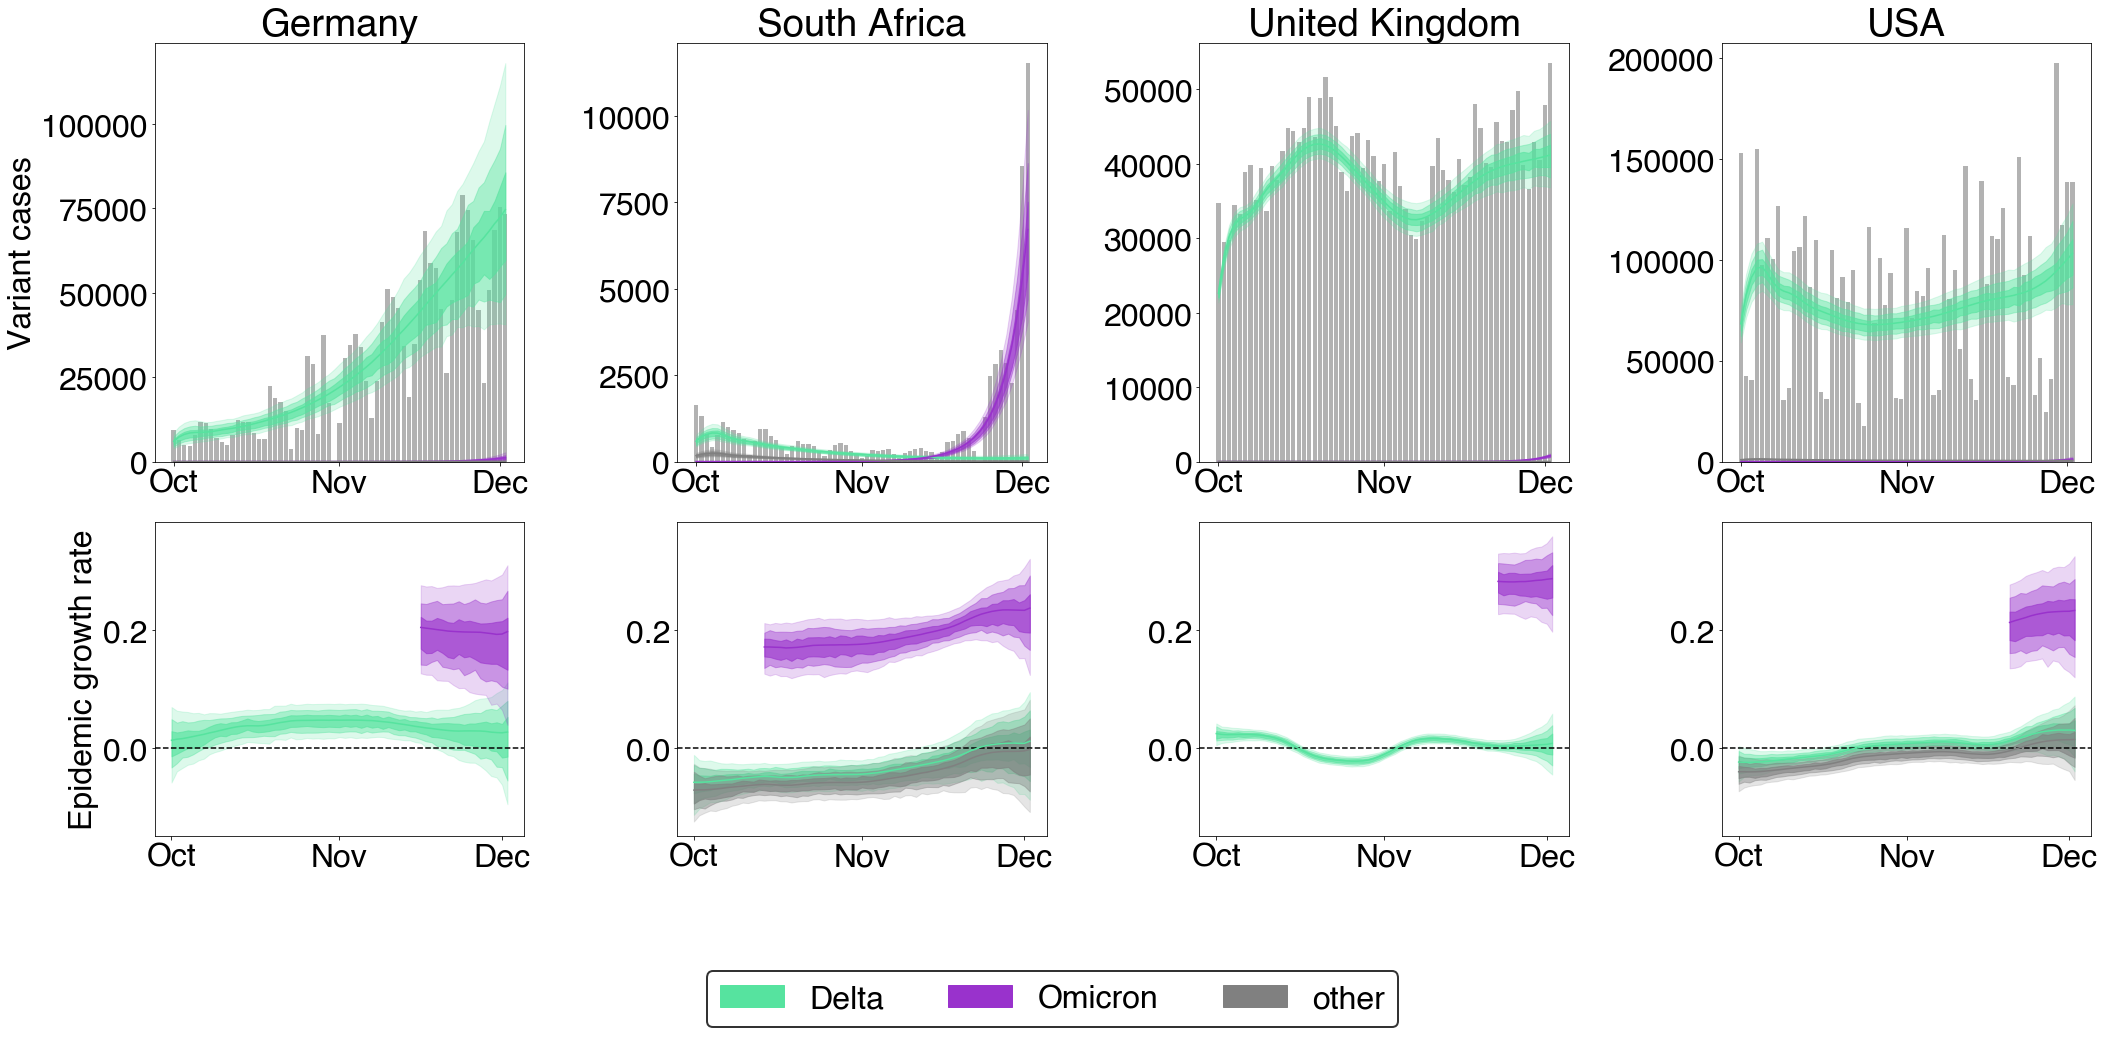 Germany
South Africa
United Kingdom
USA
Variant cases
100000
75000
50000
25000
0
Oct Nov Dec
10000
7500
5000
2500
0
Oct Nov Dec
50000
40000
30000
20000
10000
0
Oct Nov Dec
200000
150000
100000
50000
0
Oct Nov Dec
Epidemic growth rate
0.2
0.0
Oct Nov Dec
0.2
0.0
Oct Nov Dec
0.2
0.0
Oct Nov Dec
0.2
0.0
Oct Nov Dec
Delta Omicron other